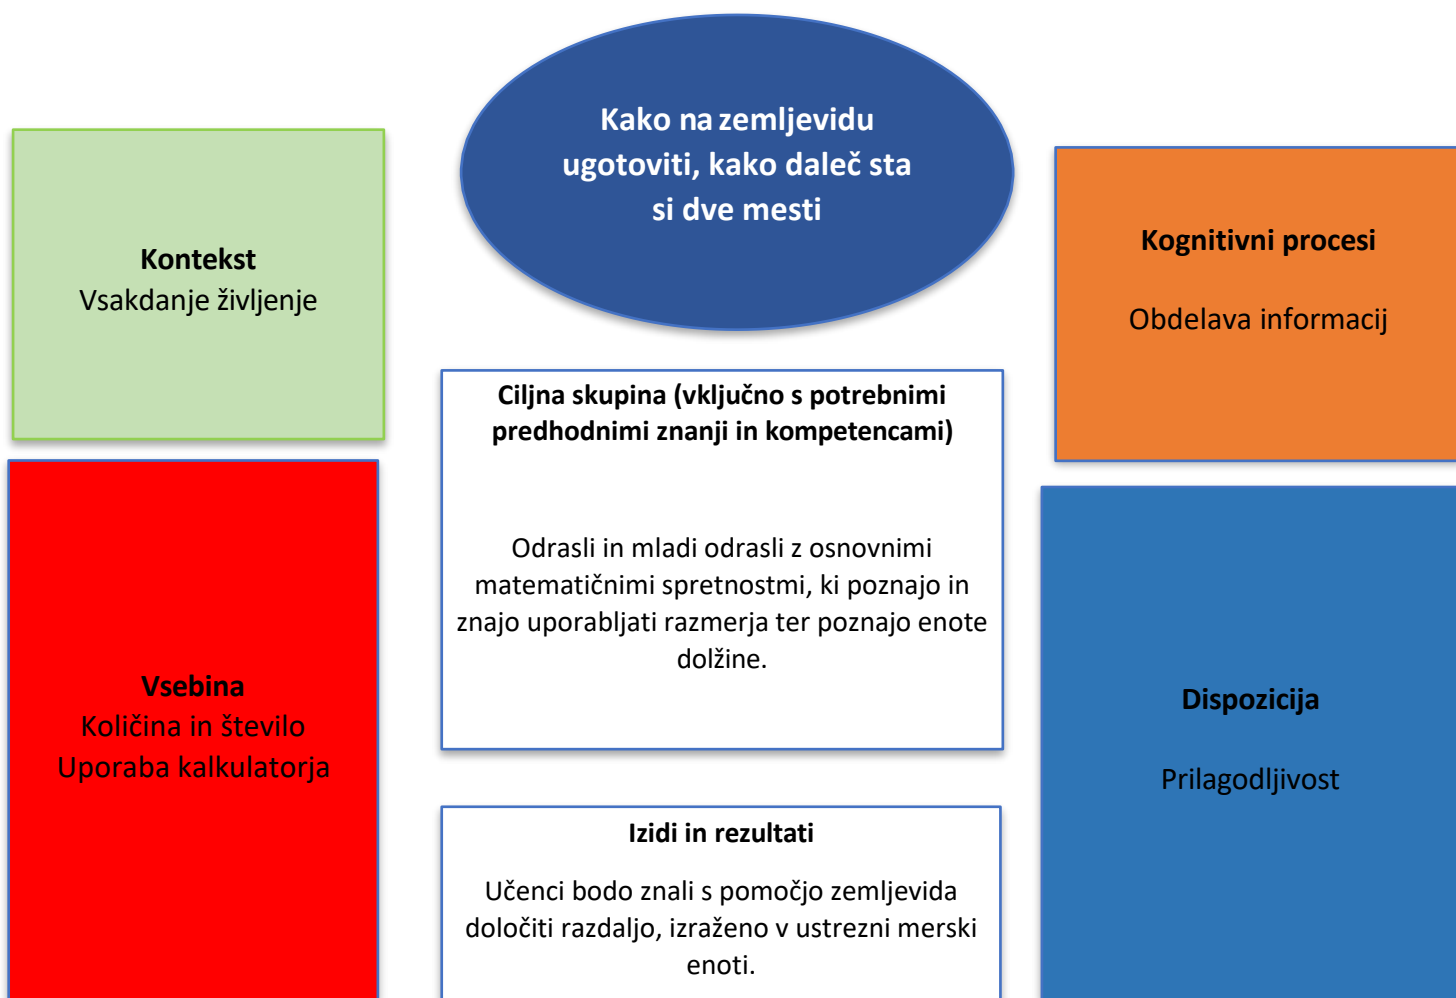 Kako na zemljevidu
ugotoviti, kako daleč sta
si dve mesti
Kontekst
Vsakdanje življenje
Kognitivni procesi
Obdelava informacij
Ciljna skupina (vključno s potrebnimi
predhodnimi znanji in kompetencami)
Odrasli in mladi odrasli z osnovnimi
matematičnimi spretnostmi, ki poznajo in
znajo uporabljati razmerja ter poznajo enote
dolžine.
Vsebina
Količina in število
Uporaba kalkulatorja
Dispozicija
Prilagodljivost
Izidi in rezultati
Učenci bodo znali s pomočjo zemljevida
določiti razdaljo, izraženo v ustrezni merski
enoti.